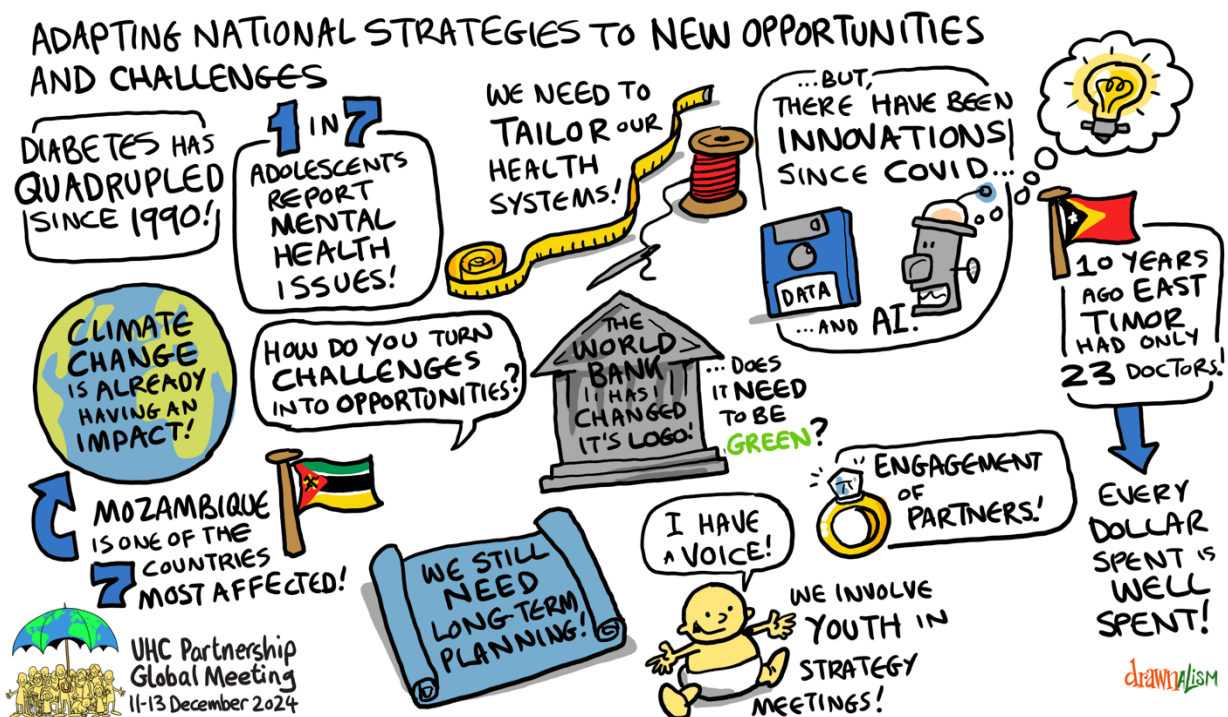 ADAPTING NATIONAL STRATEGIES TO NEW OPPORTUNITIES
AND CHALLENGES
DIABETES HAS
QUADRUPLED
SINCE 1990!
1 IN 7
ADOLESCENTS
REPORT
MENTAL
HEALTH
ISSUES!
WE NEED TO
TAILOR OUR
HEALTH
SYSTEMS!
...BUT,
THERE HAVE BEEN
INNOVATIONS
SINCE COVID...
DATA
...AND AI.
10 YEARS
AGO EAST
TIMOR
HAD ONLY
23 DOCTORS!
EVERY
DOLLAR
SPENT IS
WELL
SPENT!
CLIMATE
CHANGE
IS ALREADY
HAVING AN
IMPACT!
MOZAMBIQUE
IS ONE OF THE
7 COUNTRIES
MOST AFFECTED!
HOW DO YOU TURN
CHALLENGES
INTO OPPORTUNITIES?
THE
WORLD
BANK
HAS
CHANGED
IT'S LOGO!
...DOES
IT NEED
TO BE
GREEN?
ENGAGEMENT
OF
PARTNERS!
WE STILL
NEED
LONG-TERM
PLANNING!
I HAVE
A VOICE!
WE INVOLVE
YOUTH IN
STRATEGY
MEETINGS!
UHC Partnership
Global Meeting
11-13 December 2024
drawnALISM